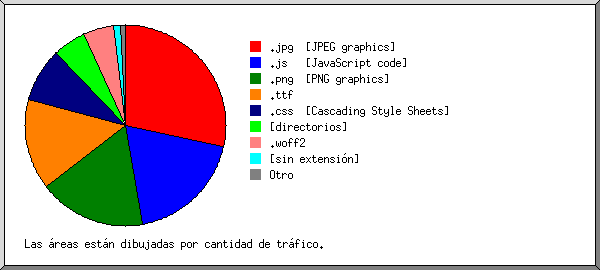 .jpg [JPEG graphics]
.js [JavaScript code]
.png [PNG graphics]
.ttf
.css [Cascading Style Sheets]
[directorios]
.woff2
[sin extensión]
Otro
Las áreas están dibujadas por cantidad de tráfico.